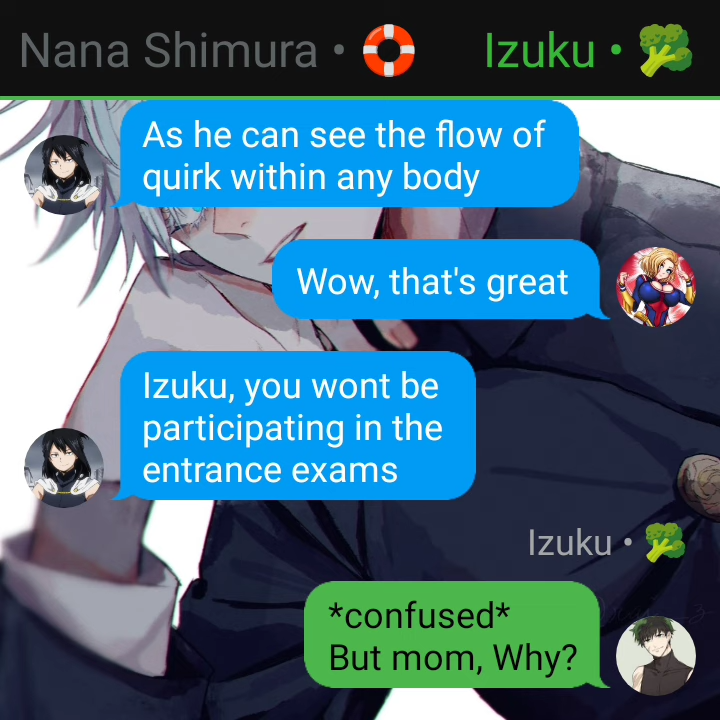 Nana Shimura • 🛟 Izuku • 🥦
As he can see the flow of
quirk within any body
Wow, that's great
Izuku, you wont be
participating in the
entrance exams
Izuku • 🥦
*confused*
But mom, Why?